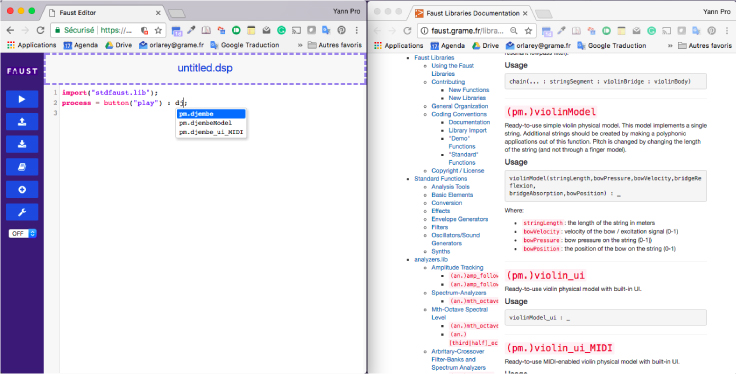 Faust Editor
Yann Pro
Sécurisé
https://
Applications
Agenda
Drive
orlarey@grame.fr
Google Traduction
»
Autres favoris
FAUST
untitled.dsp
1 import("stdfaust.lib");
2 process = button("play") : dj;
3
pm.djembe
pm.djembeModel
pm.djembe_ui_MIDI
OFF
Faust Libraries Documentation
Yann Pro
faust.grame.fr/libra...
Applications
Agenda
Drive
orlarey@grame.fr
Google Traduction
»
Autres favoris
Faust Libraries
Using the Faust
Libraries
Contributing
New Functions
New Libraries
General Organization
Coding Conventions
Documentation
Library Import
"Demo"
Functions
"Standard"
Functions
Copyright / License
Standard Functions
Analysis Tools
Basic Elements
Conversion
Effects
Envelope Generators
Filters
Oscillators/Sound
Generators
Synths
analyzers.lib
Amplitude Tracking
(an.)amp_follow
(an.)amp_follow
Spectrum-Analyzers
(an.)mth_octave
Mth-Octave Spectral
Level
(an.)mth_octave
(an.)
[third|half]_oc
Arbritary-Crossover
Filter-Banks and
Spectrum Analyzers
Usage
chain(... : stringSegment : violinBridge : violinBody)
(pm.)violinModel
Ready-to-use simple violin physical model. This model implements a single
string. Additional strings should be created by making a polyphonic
applications out of this function. Pitch is changed by changing the
length of the string (and not through a finger model).
Usage
violinModel(stringLength,bowPressure,bowVelocity,bridgeRe
flexion,
bridgeAbsorption,bowPosition) : _
Where:
stringLength: the length of the string in meters
bowVelocity: velocity of the bow / excitation signal (0-1)
bowPressure: bow pressure on the string (0-1)
bowPosition: the position of the bow on the string (0-1)
(pm.)violin_ui
Ready-to-use violin physical model with built-in UI.
Usage
violinModel_ui : _
(pm.)violin_ui_MIDI
Ready-to-use MIDI-enabled violin physical model with built-in UI.
Usage